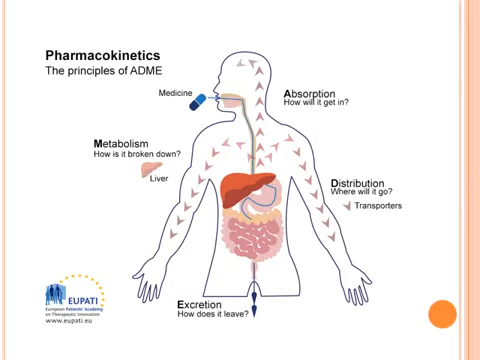 Pharmacokinetics
The principles of ADME
Medicine
Absorption
How will it get in?
Metabolism
How is it broken down?
Liver
Distribution
Where will it go?
Transporters
Excretion
How does it leave?
EUPATI
European Patients' Academy
on Therapeutic Innovation
www.eupati.eu